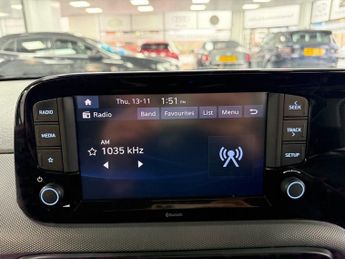 Thu, 13-11 1:51 PM
Radio Band Favourites List Menu
AM
1035 kHz
RADIO
MEDIA
SEEK
TRACK
SETUP
Bluetooth